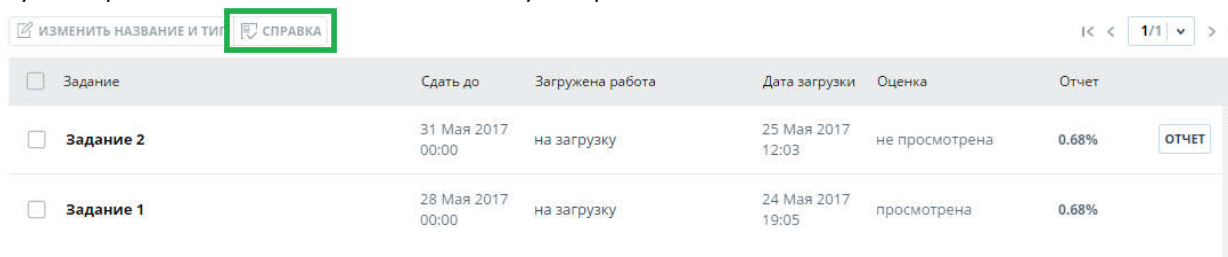 ИЗМЕНИТЬ НАЗВАНИЕ И ТИП СПРАВКА 1/1
Задание Сдать до Загружена работа Дата загрузки Оценка Отчет
Задание 2 31 Мая 2017 00:00 на загрузку 25 Мая 2017 12:03 не просмотрена 0.68% ОТЧЕТ
Задание 1 28 Мая 2017 00:00 на загрузку 24 Мая 2017 19:05 просмотрена 0.68%